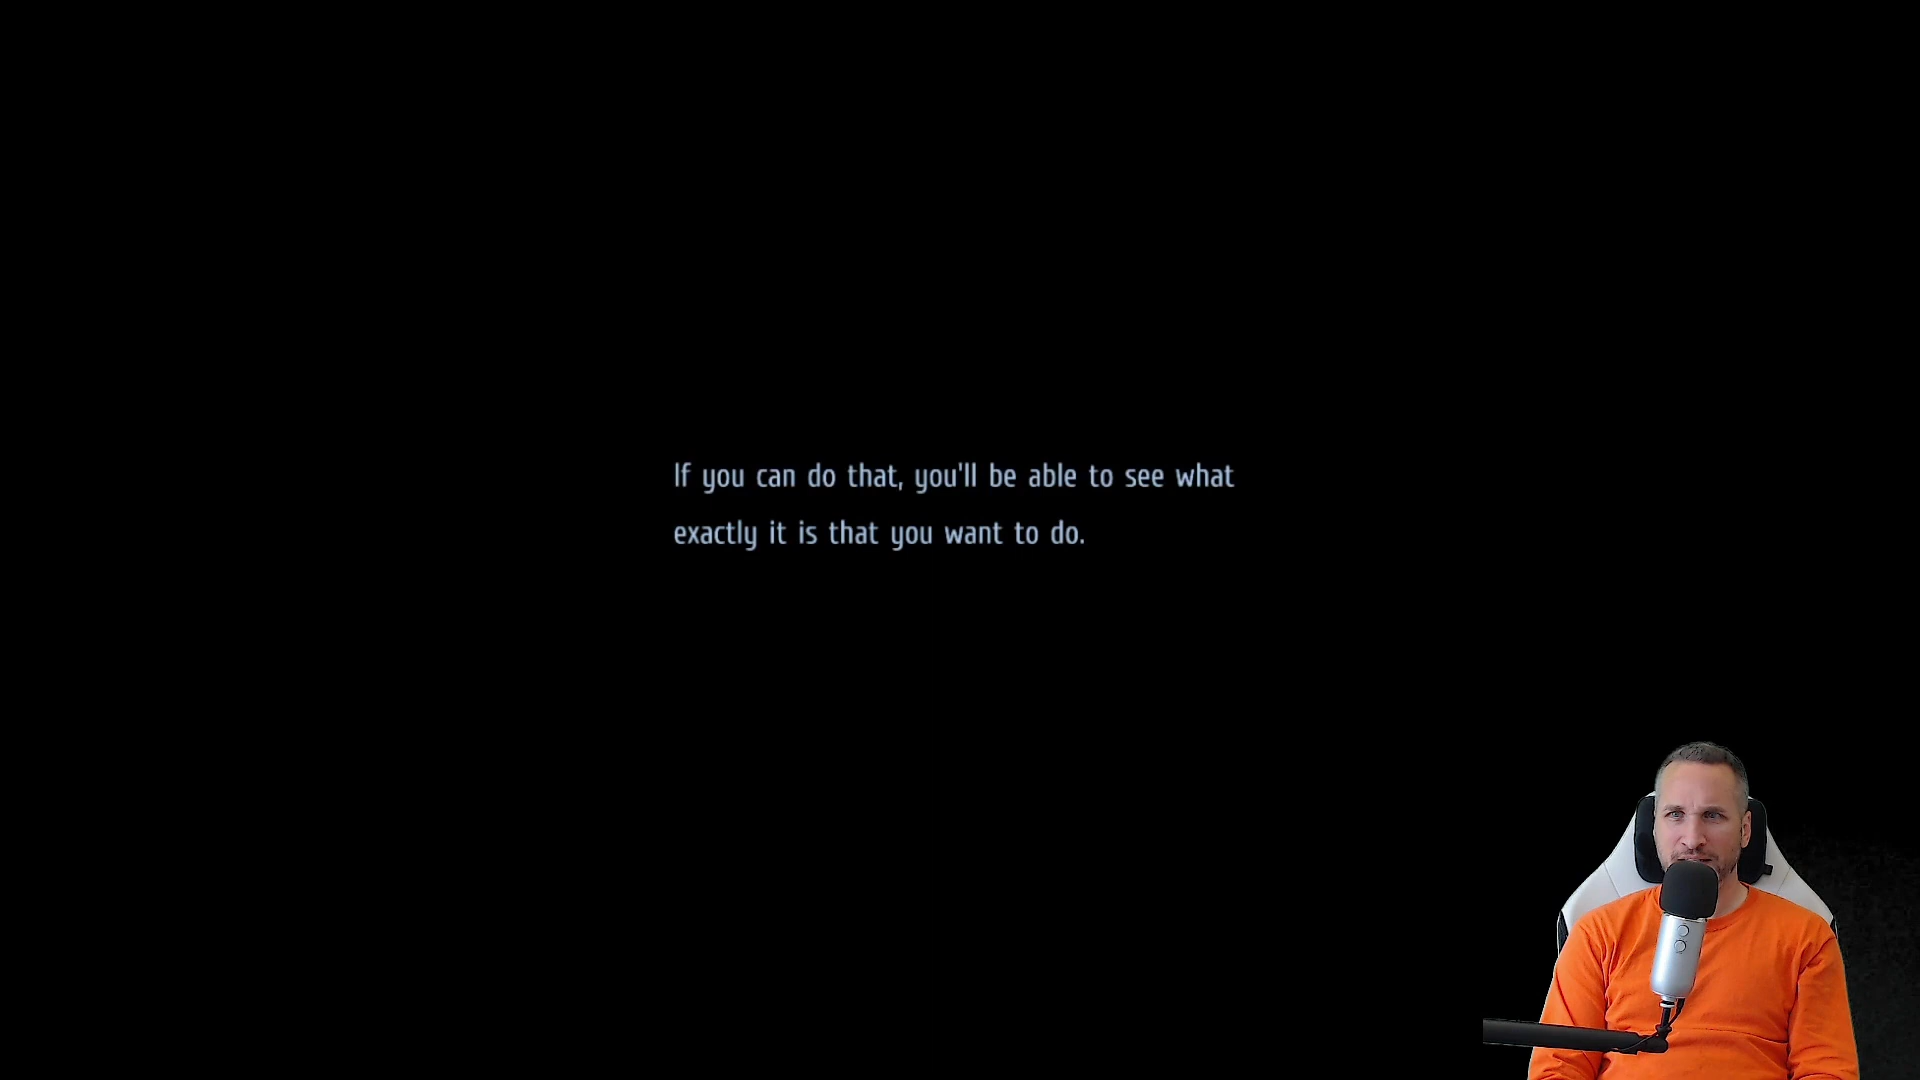 If you can do that, you'll be able to see what
exactly it is that you want to do.